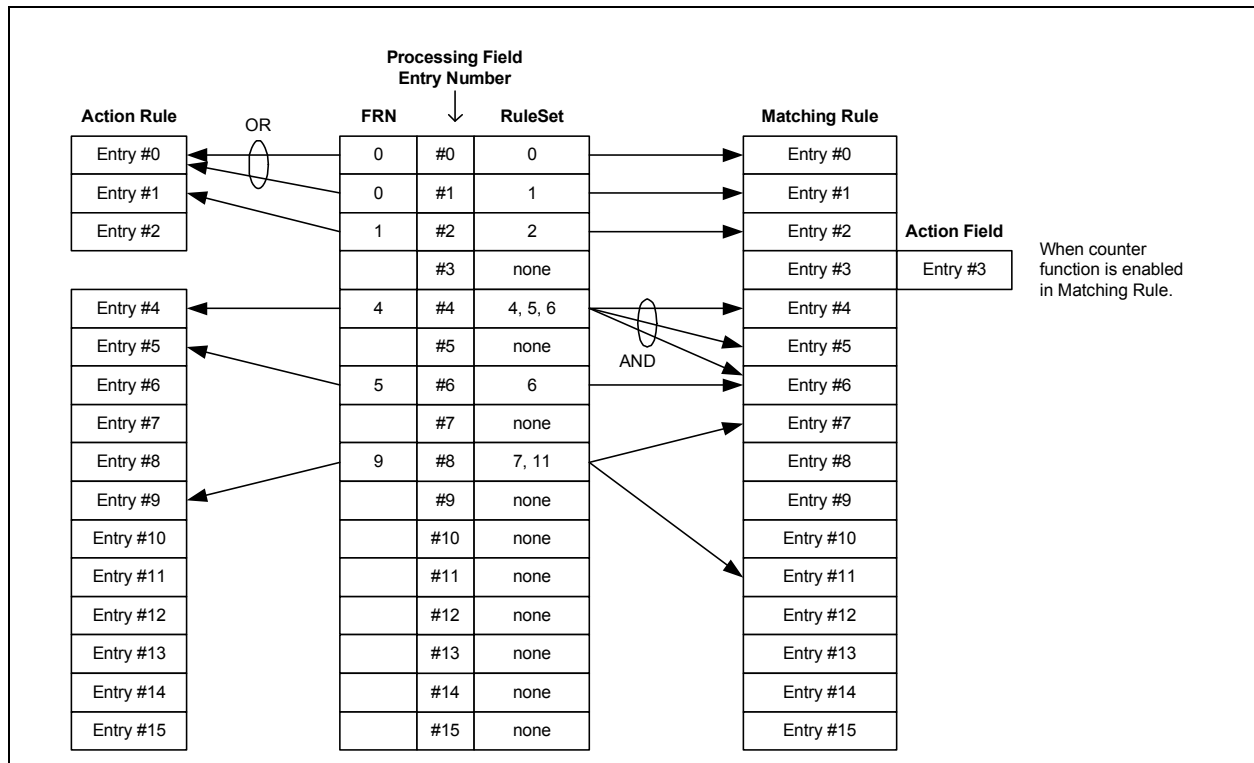 Processing Field
Entry Number
Action Rule
OR
FRN
RuleSet
Matching Rule
Entry #0
0
#0
0
Entry #0
Entry #1
0
#1
1
Entry #1
Entry #2
1
#2
2
Entry #2
Action Field
#3
none
Entry #3
Entry #3
When counter
function is enabled
in Matching Rule.
Entry #4
4
#4
4, 5, 6
Entry #4
Entry #5
#5
none
Entry #5
AND
Entry #6
5
#6
6
Entry #6
Entry #7
#7
none
Entry #7
Entry #8
9
#8
7, 11
Entry #8
Entry #9
#9
none
Entry #9
Entry #10
#10
none
Entry #10
Entry #11
#11
none
Entry #11
Entry #12
#12
none
Entry #12
Entry #13
#13
none
Entry #13
Entry #14
#14
none
Entry #14
Entry #15
#15
none
Entry #15